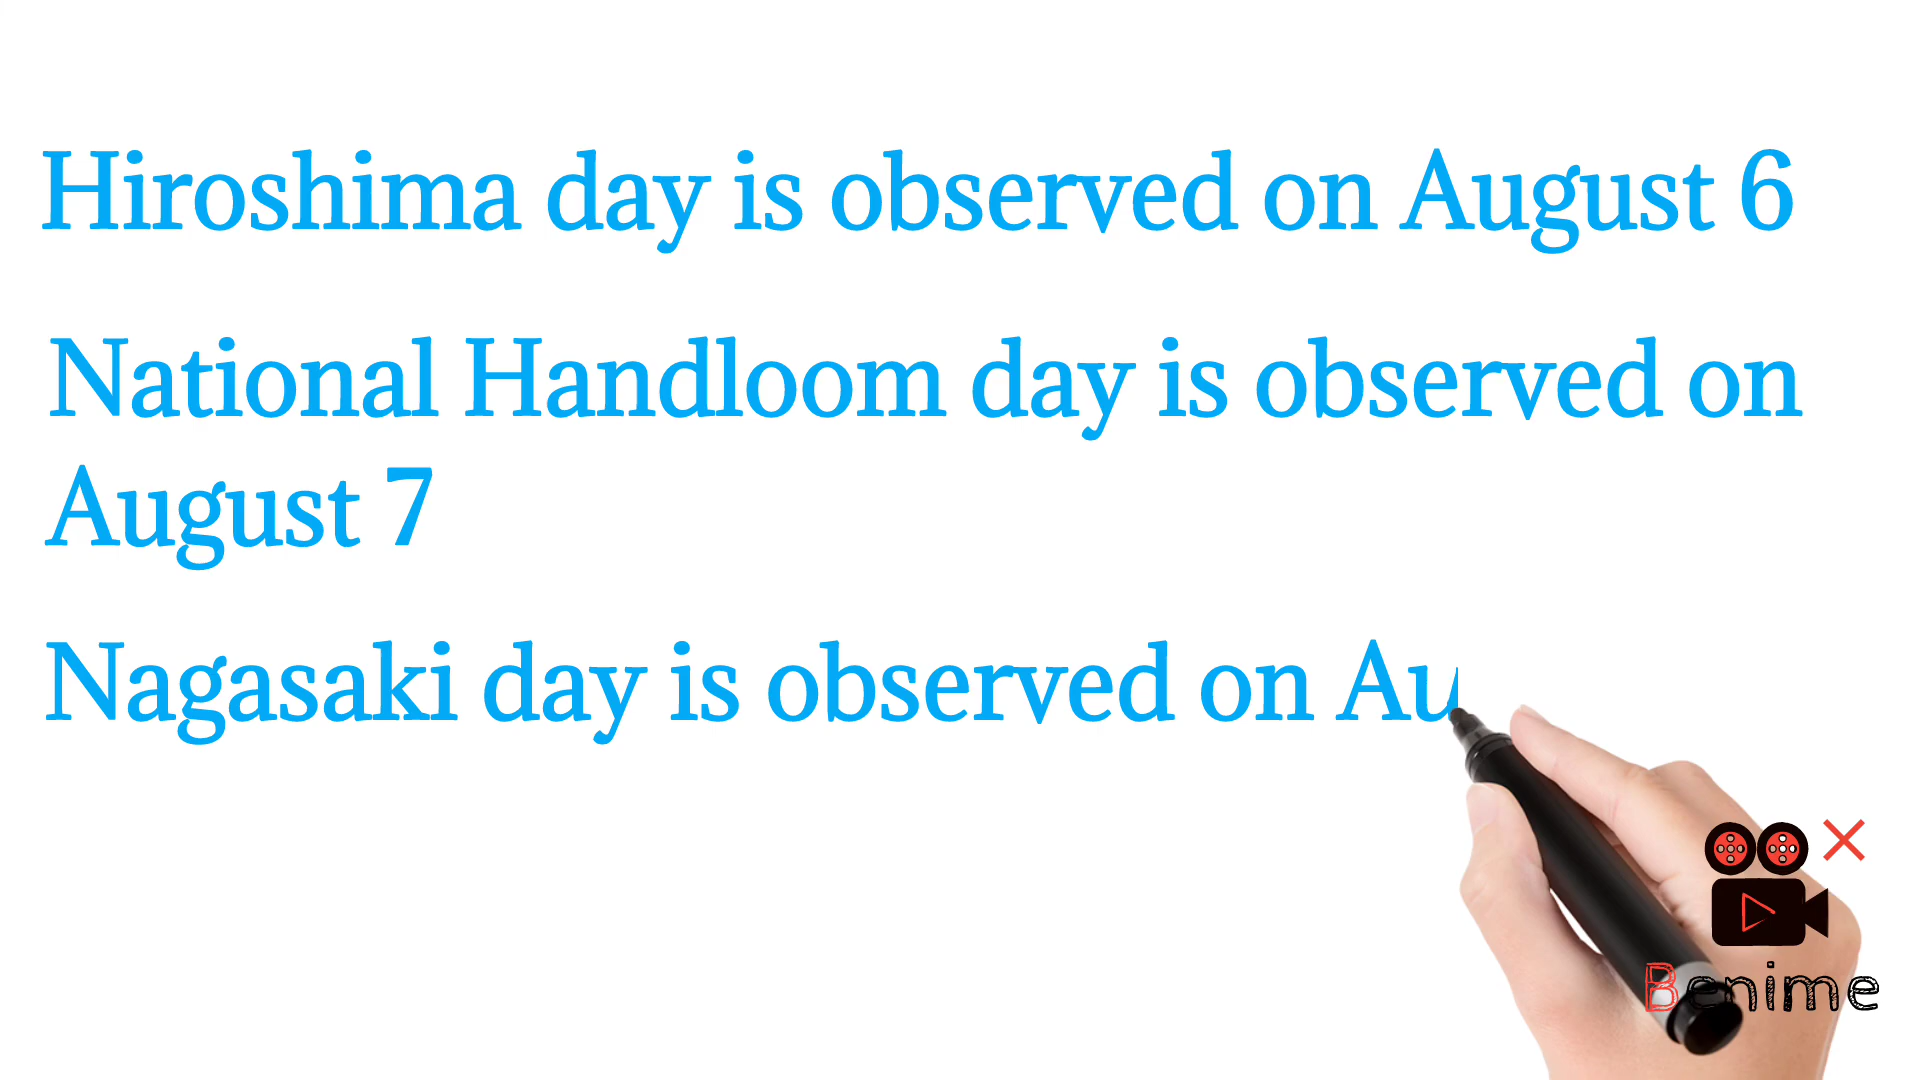 Hiroshima day is observed on August 6
National Handloom day is observed on
August 7
Nagasaki day is observed on Au
Benime